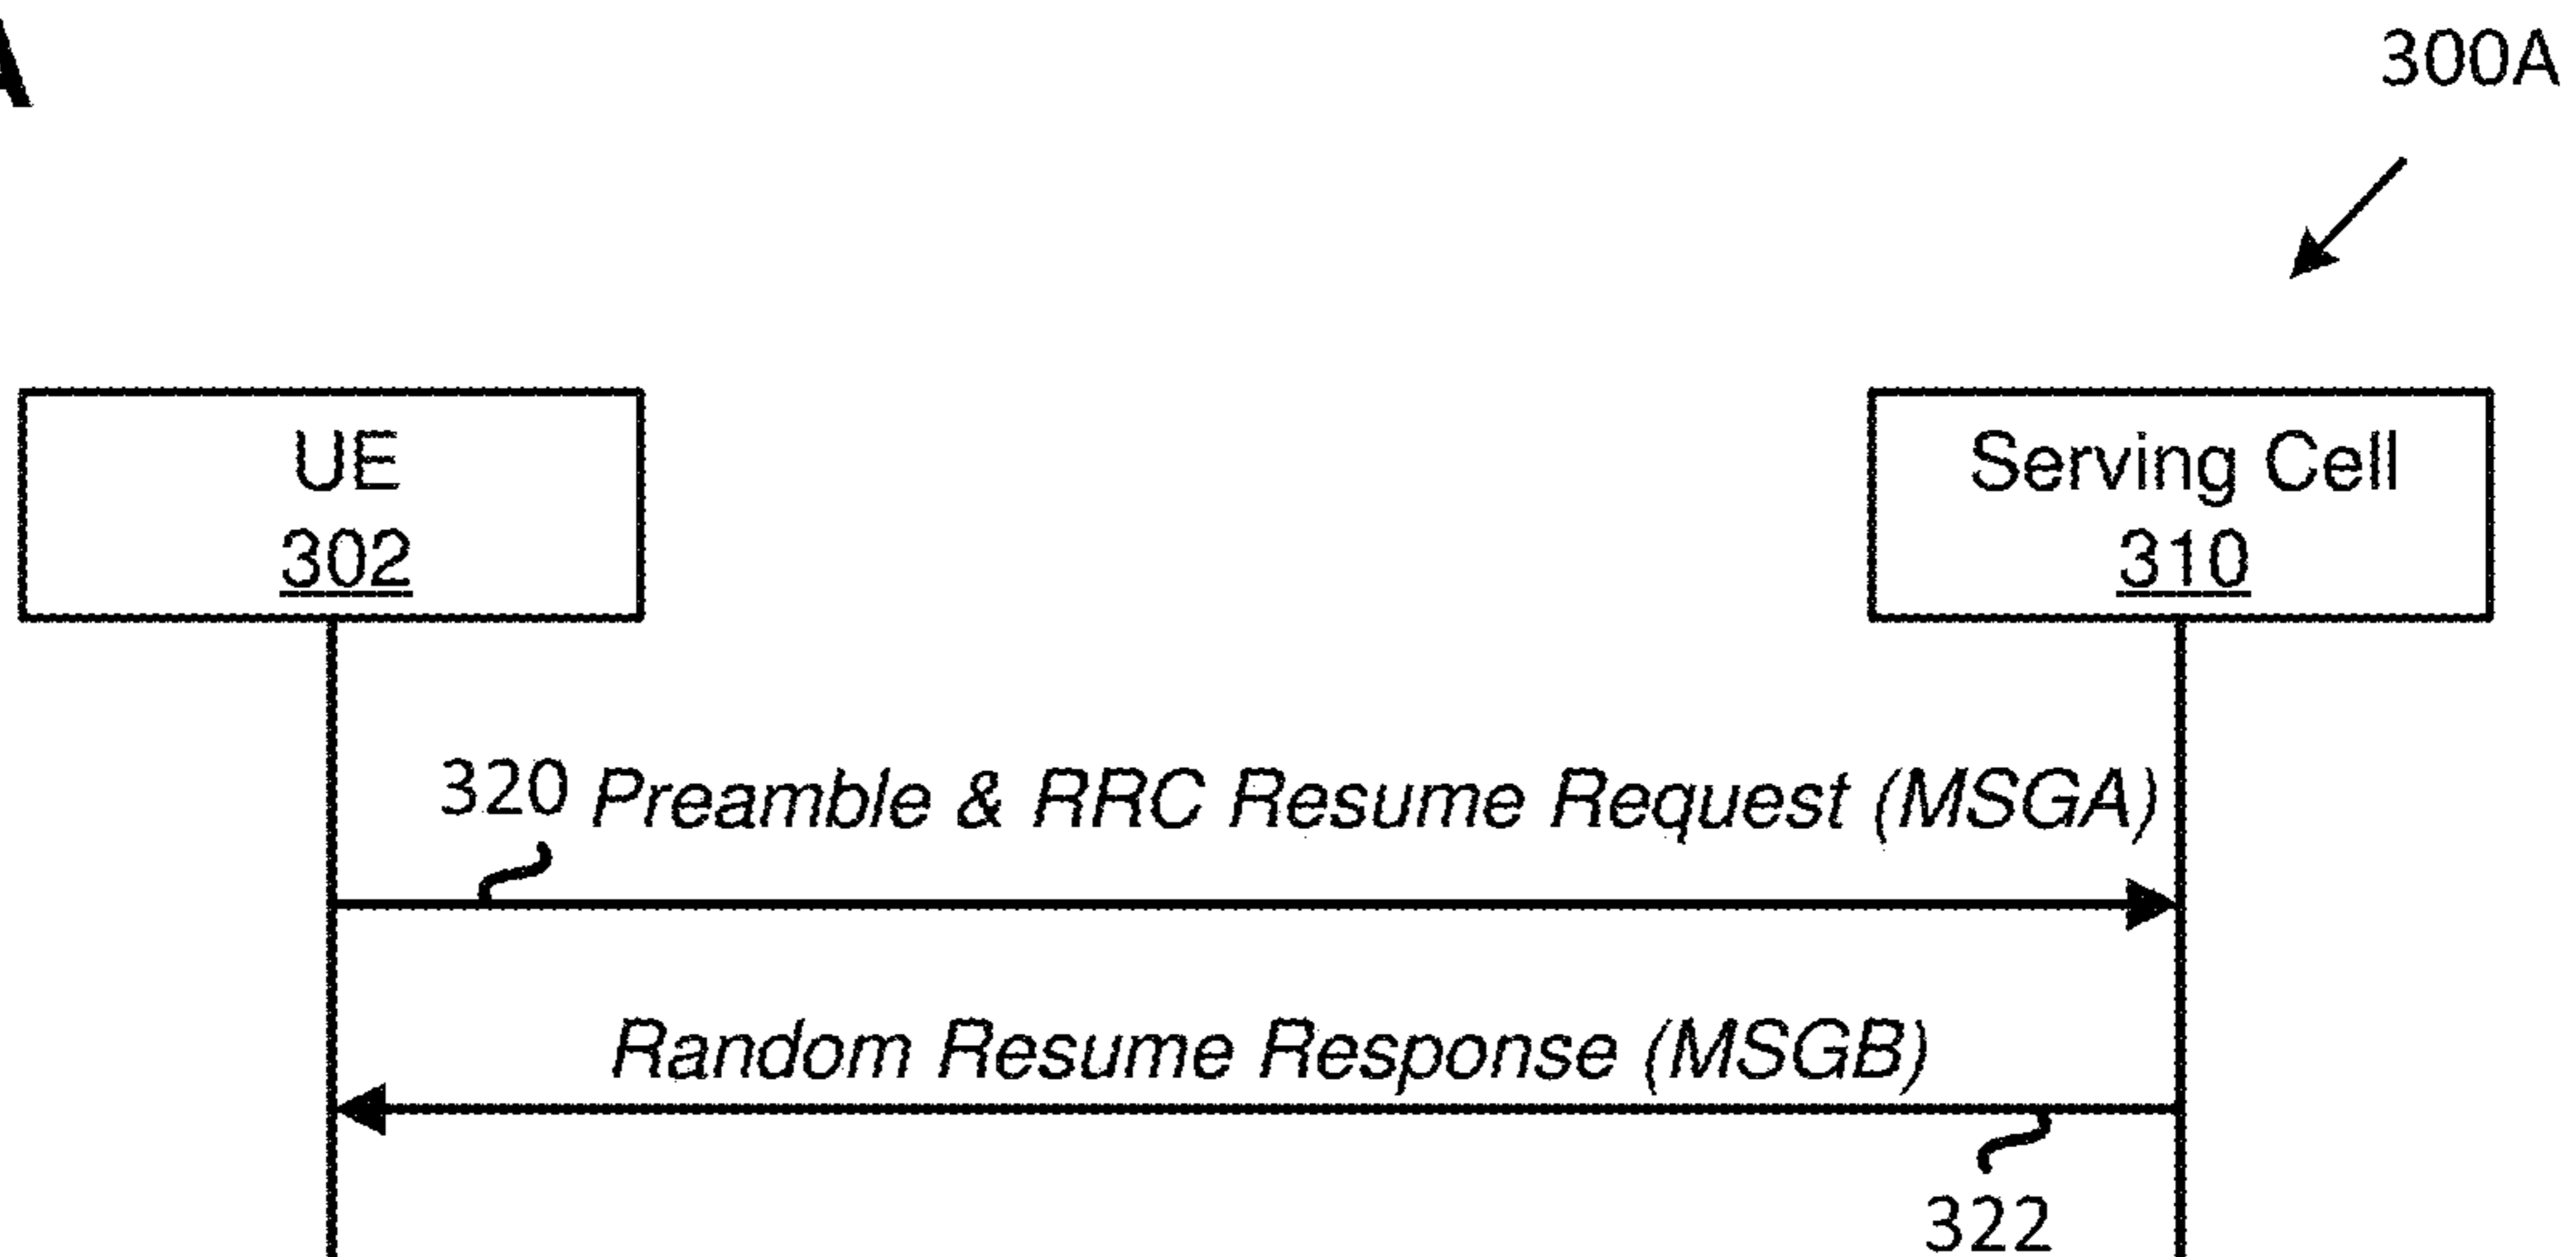 A
300A
UE
302
Serving Cell
310
320 Preamble & RRC Resume Request (MSGA)
Random Resume Response (MSGB)
322